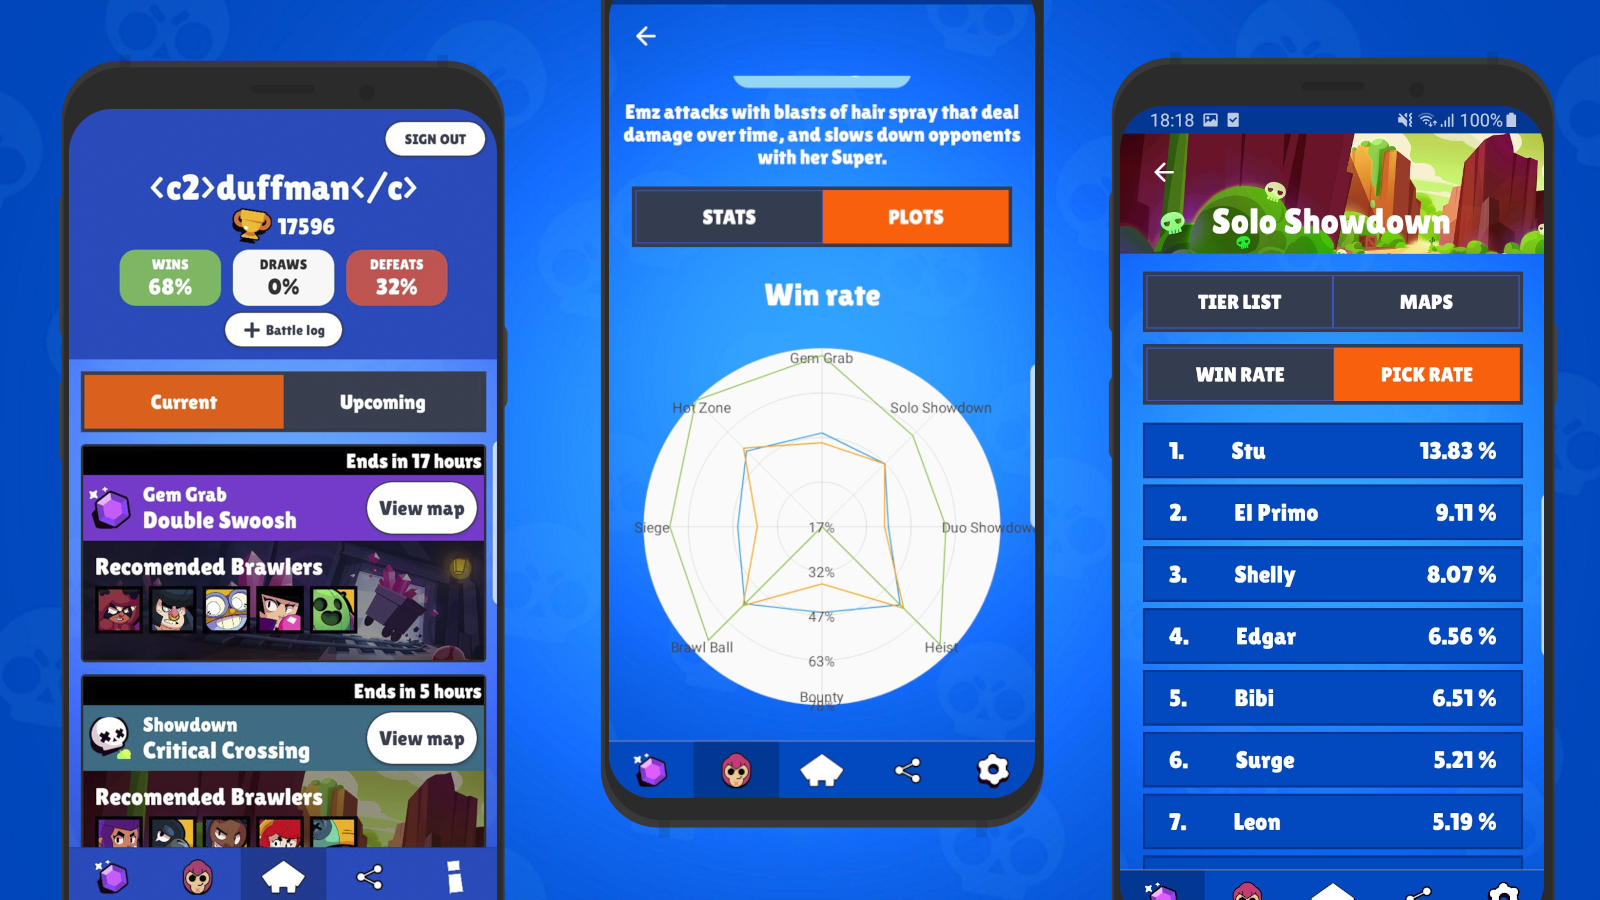 SIGN OUT
<c2>duffman</c>
17596
WINS
68%
DRAWS
0%
DEFEATS
32%
+ Battle log
Current
Upcoming
Ends in 17 hours
Gem Grab
Double Swoosh
View map
Recomended Brawlers
Ends in 5 hours
Showdown
Critical Crossing
View map
Recomended Brawlers
Emz attacks with blasts of hair spray that deal
damage over time, and slows down opponents
with her Super.
STATS
PLOTS
Win rate
Gem Grab
Hot Zone
Solo Showdown
Siege
17%
Duo Showdown
32%
47%
Brawl Ball
Heist
63%
Bounty
78%
18:18
100%
Solo Showdown
TIER LIST
MAPS
WIN RATE
PICK RATE
1. Stu 13.83 %
2. El Primo 9.11 %
3. Shelly 8.07 %
4. Edgar 6.56 %
5. Bibi 6.51 %
6. Surge 5.21 %
7. Leon 5.19 %